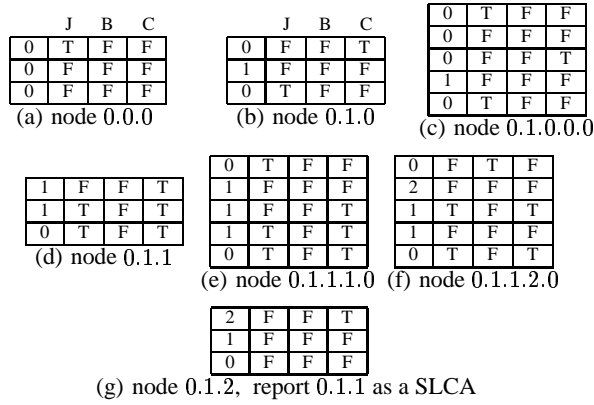 J B C
0 T F F
0 F F F
0 F F F
(a) node 0.0.0
J B C
0 F F T
1 F F F
0 T F F
(b) node 0.1.0
0 T F F
0 F F F
0 F F T
1 F F F
0 T F F
(c) node 0.1.0.0.0
1 F F T
1 T F T
0 T F T
(d) node 0.1.1
0 T F F
1 F F F
1 F F T
1 T F T
0 T F T
(e) node 0.1.1.1.0
0 F T F
2 F F F
1 T F T
1 F F F
0 T F T
(f) node 0.1.1.2.0
2 F F T
1 F F F
0 F F F
(g) node 0.1.2, report 0.1.1 as a SLCA